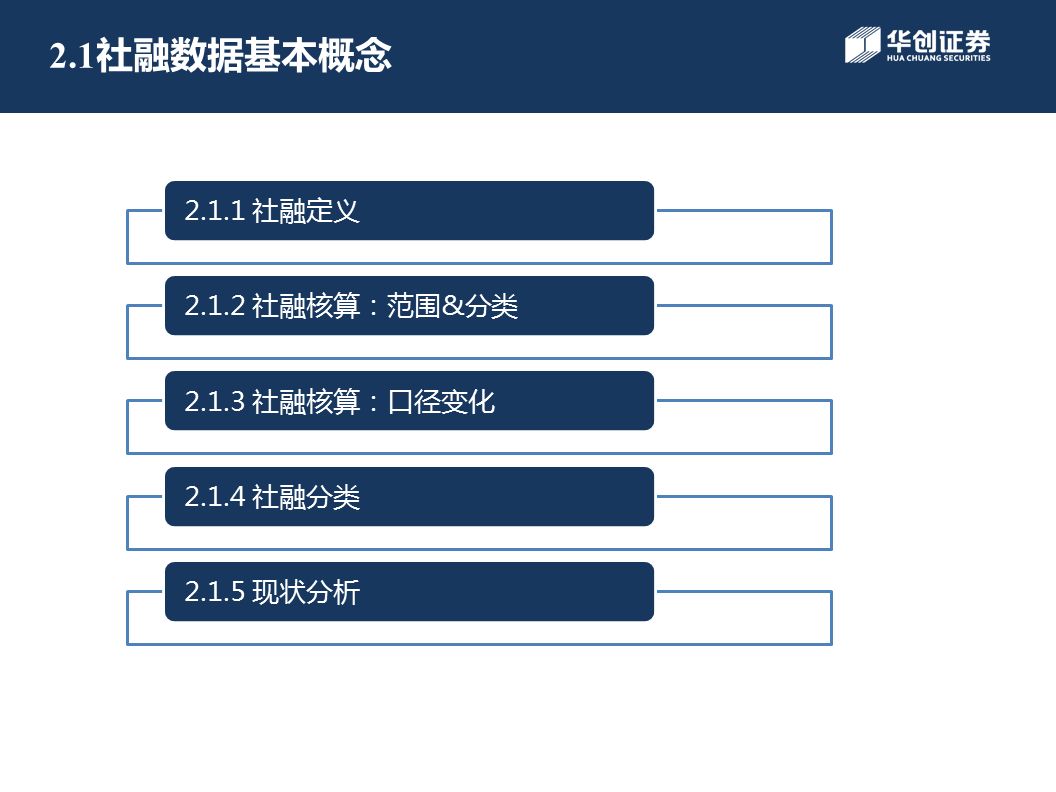 2.1社融数据基本概念
华创证券
HUA CHUANG SECURITIES
2.1.1 社融定义
2.1.2 社融核算：范围&分类
2.1.3 社融核算：口径变化
2.1.4 社融分类
2.1.5 现状分析